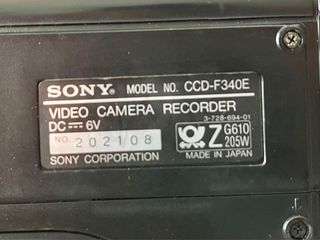 SONY. MODEL NO. CCD-F340E
VIDEO CAMERA RECORDER
DC ⎓ 6V
3-728-694-01
NO. 202108
Z G610 205W
SONY CORPORATION
MADE IN JAPAN